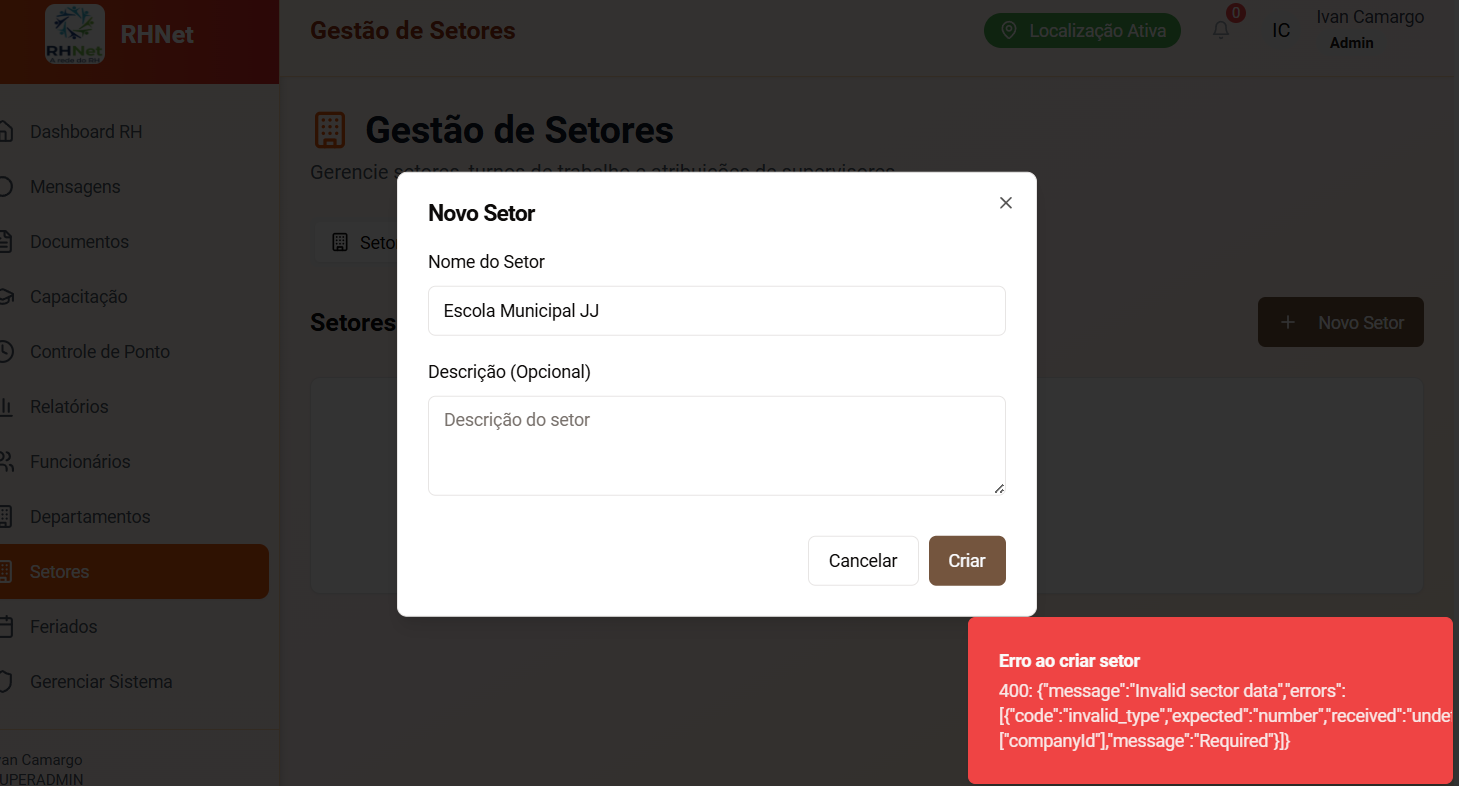 RHNet
RHNet
A rede do RH
Gestão de Setores
Localização Ativa
0
IC
Ivan Camargo
Admin
Dashboard RH
Mensagens
Documentos
Capacitação
Controle de Ponto
Relatórios
Funcionários
Departamentos
Setores
Feriados
Gerenciar Sistema
van Camargo
UPERADMIN
Gestão de Setores
Gerencie setores, turnos de trabalho e atribuições de supervisores
Seto
Setores
Novo Setor
Novo Setor
Nome do Setor
Escola Municipal JJ
Descrição (Opcional)
Descrição do setor
Cancelar
Criar
Erro ao criar setor
400: {"message":"Invalid sector data","errors":
[{"code":"invalid_type","expected":"number","received":"unde
["companyId"],"message":"Required"}]}